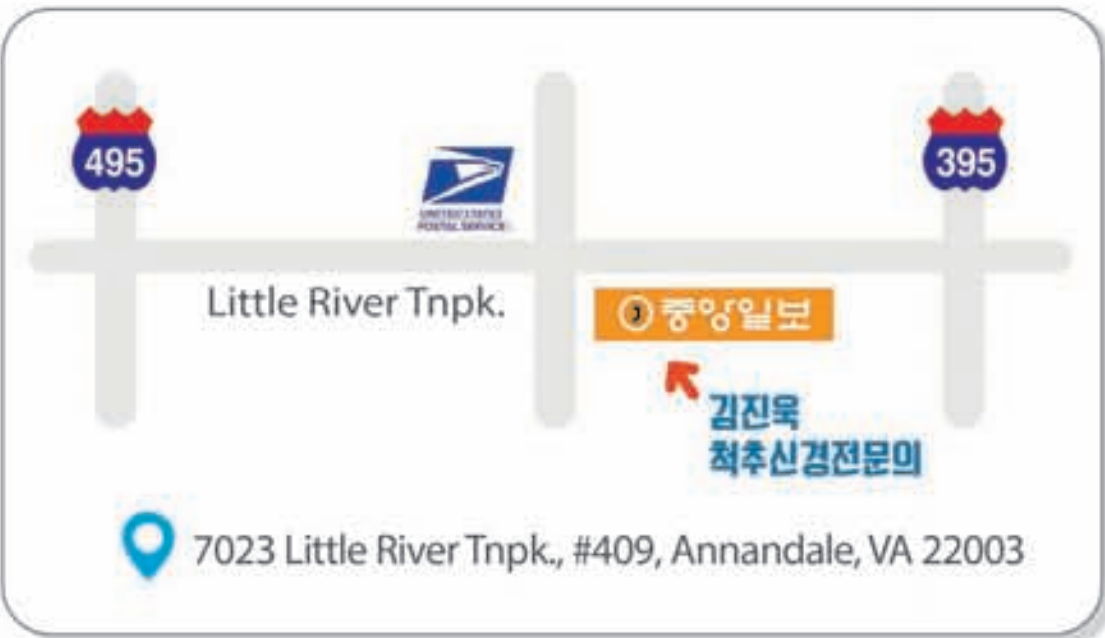 495
395
UNITED STATES
POSTAL SERVICE
Little River Tnpk.
중앙일보
김진욱
척추신경전문의
7023 Little River Tnpk., #409, Annandale, VA 22003